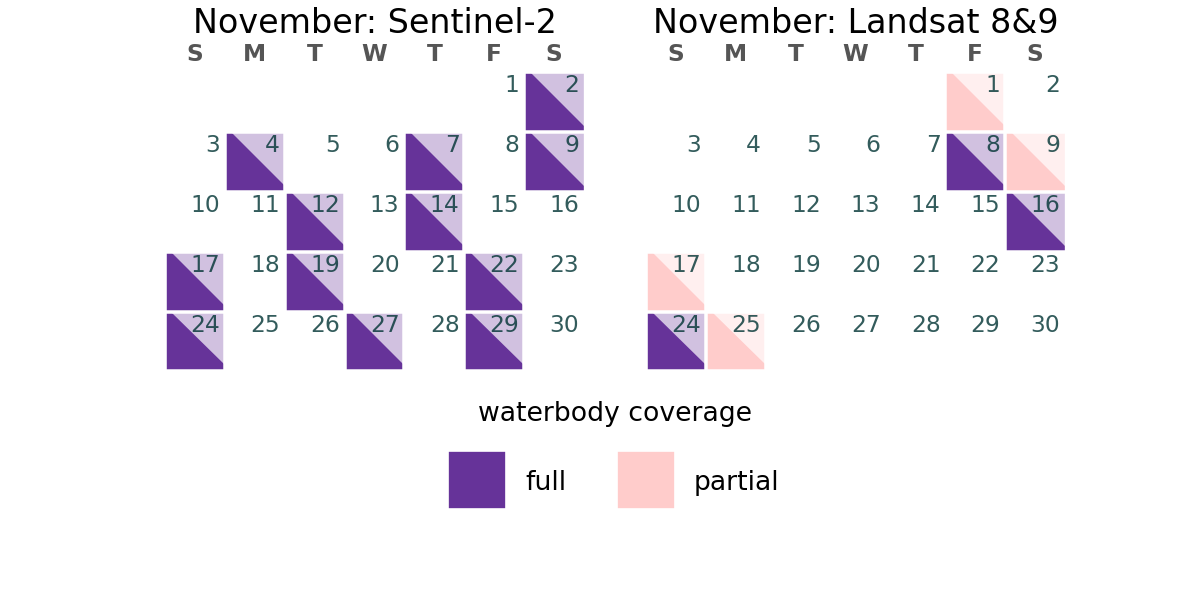 November: Sentinel-2
S M T W T F S
1 2
3 4 5 6 7 8 9
10 11 12 13 14 15 16
17 18 19 20 21 22 23
24 25 26 27 28 29 30
November: Landsat 8&9
S M T W T F S
1 2
3 4 5 6 7 8 9
10 11 12 13 14 15 16
17 18 19 20 21 22 23
24 25 26 27 28 29 30
waterbody coverage
full
partial